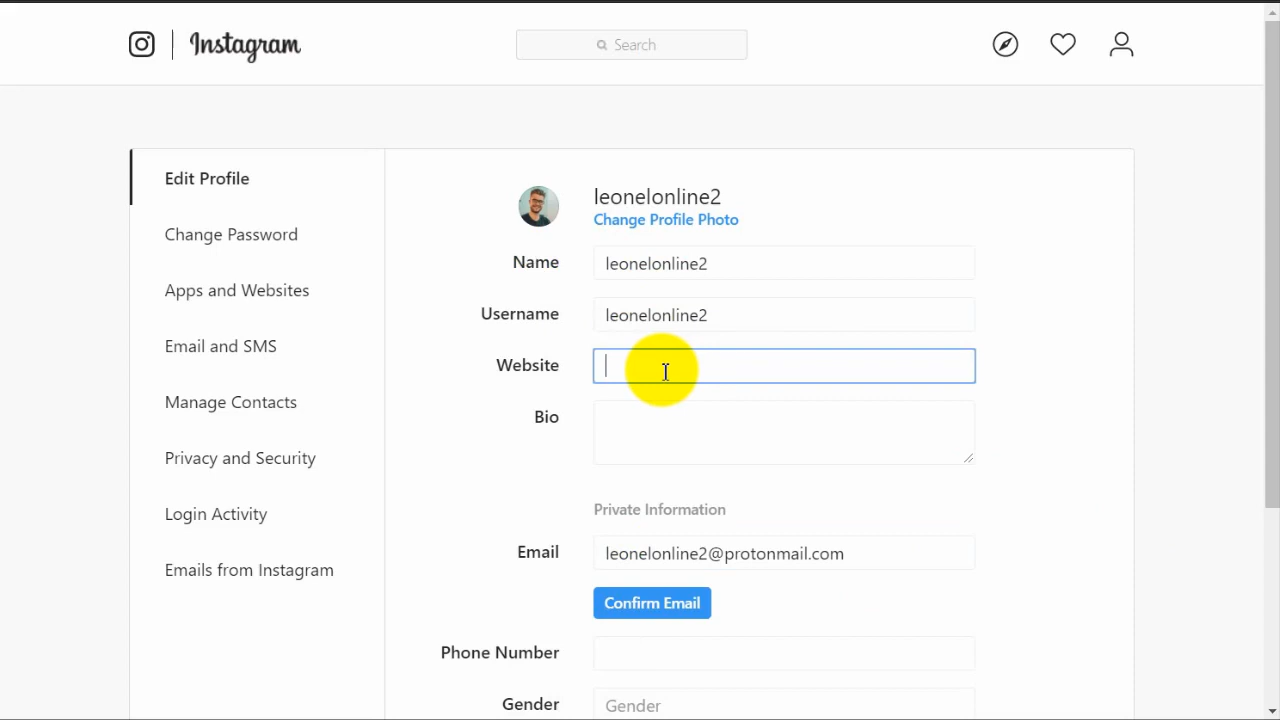 Instagram
Search
Edit Profile
Change Password
Apps and Websites
Email and SMS
Manage Contacts
Privacy and Security
Login Activity
Emails from Instagram
leonelonline2
Change Profile Photo
Name leonelonline2
Username leonelonline2
Website
Bio
Private Information
Email leonelonline2@protonmail.com
Confirm Email
Phone Number
Gender Gender